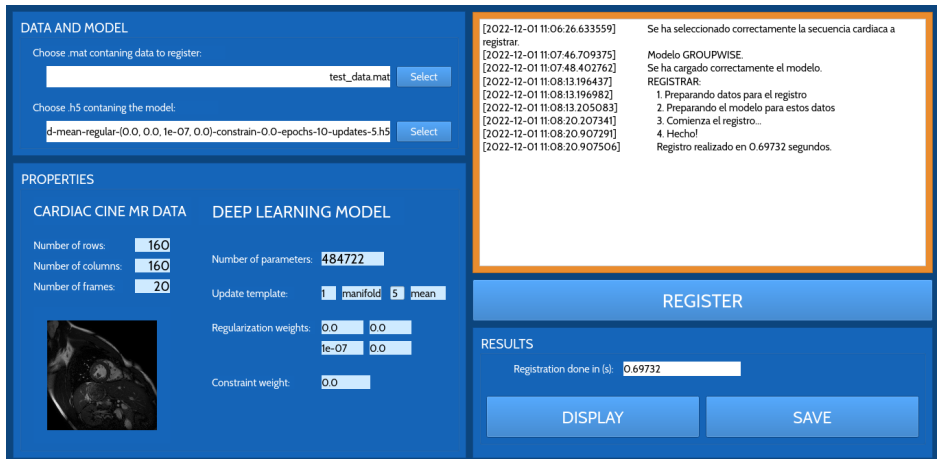 DATA AND MODEL
Choose .mat contaning data to register:
test_data.mat Select
Choose .h5 contaning the model:
d-mean-regular-(0.0, 0.0, 1e-07, 0.0)-constrain-0.0-epochs-10-updates-5.h5 Select
PROPERTIES
CARDIAC CINE MR DATA
Number of rows: 160
Number of columns: 160
Number of frames: 20
DEEP LEARNING MODEL
Number of parameters: 484722
Update template: 1 manifold 5 mean
Regularization weights: 0.0 0.0
1e-07 0.0
Constraint weight: 0.0
[2022-12-01 11:06:26.633559] Se ha seleccionado correctamente la secuencia cardiaca a
registrar.
[2022-12-01 11:07:46.709375] Modelo GROUPWISE.
[2022-12-01 11:07:48.402762] Se ha cargado correctamente el modelo.
[2022-12-01 11:08:13.196437] REGISTRAR:
[2022-12-01 11:08:13.196982] 1. Preparando datos para el registro
[2022-12-01 11:08:13.205083] 2. Preparando el modelo para estos datos
[2022-12-01 11:08:20.207341] 3. Comienza el registro...
[2022-12-01 11:08:20.907291] 4. Hecho!
[2022-12-01 11:08:20.907506] Registro realizado en 0.69732 segundos.
REGISTER
RESULTS
Registration done in (s): 0.69732
DISPLAY SAVE